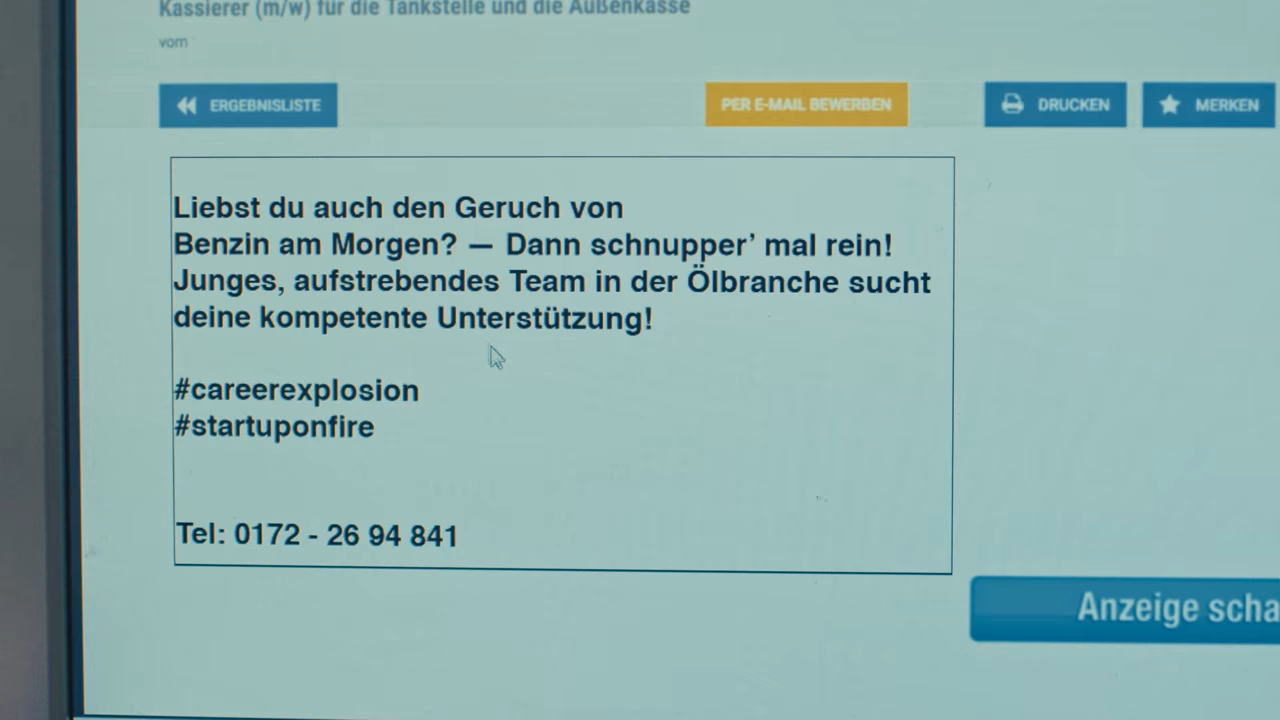 Kassierer (m/w) für die Tankstelle und die Außenkasse
vom
ERGEBNISLISTE
PER E-MAIL BEWERBEN
DRUCKEN
MERKEN
Liebst du auch den Geruch von
Benzin am Morgen? — Dann schnupper’ mal rein!
Junges, aufstrebendes Team in der Ölbranche sucht
deine kompetente Unterstützung!
#careerexplosion
#startuponfire
Tel: 0172 - 26 94 841
Anzeige scha